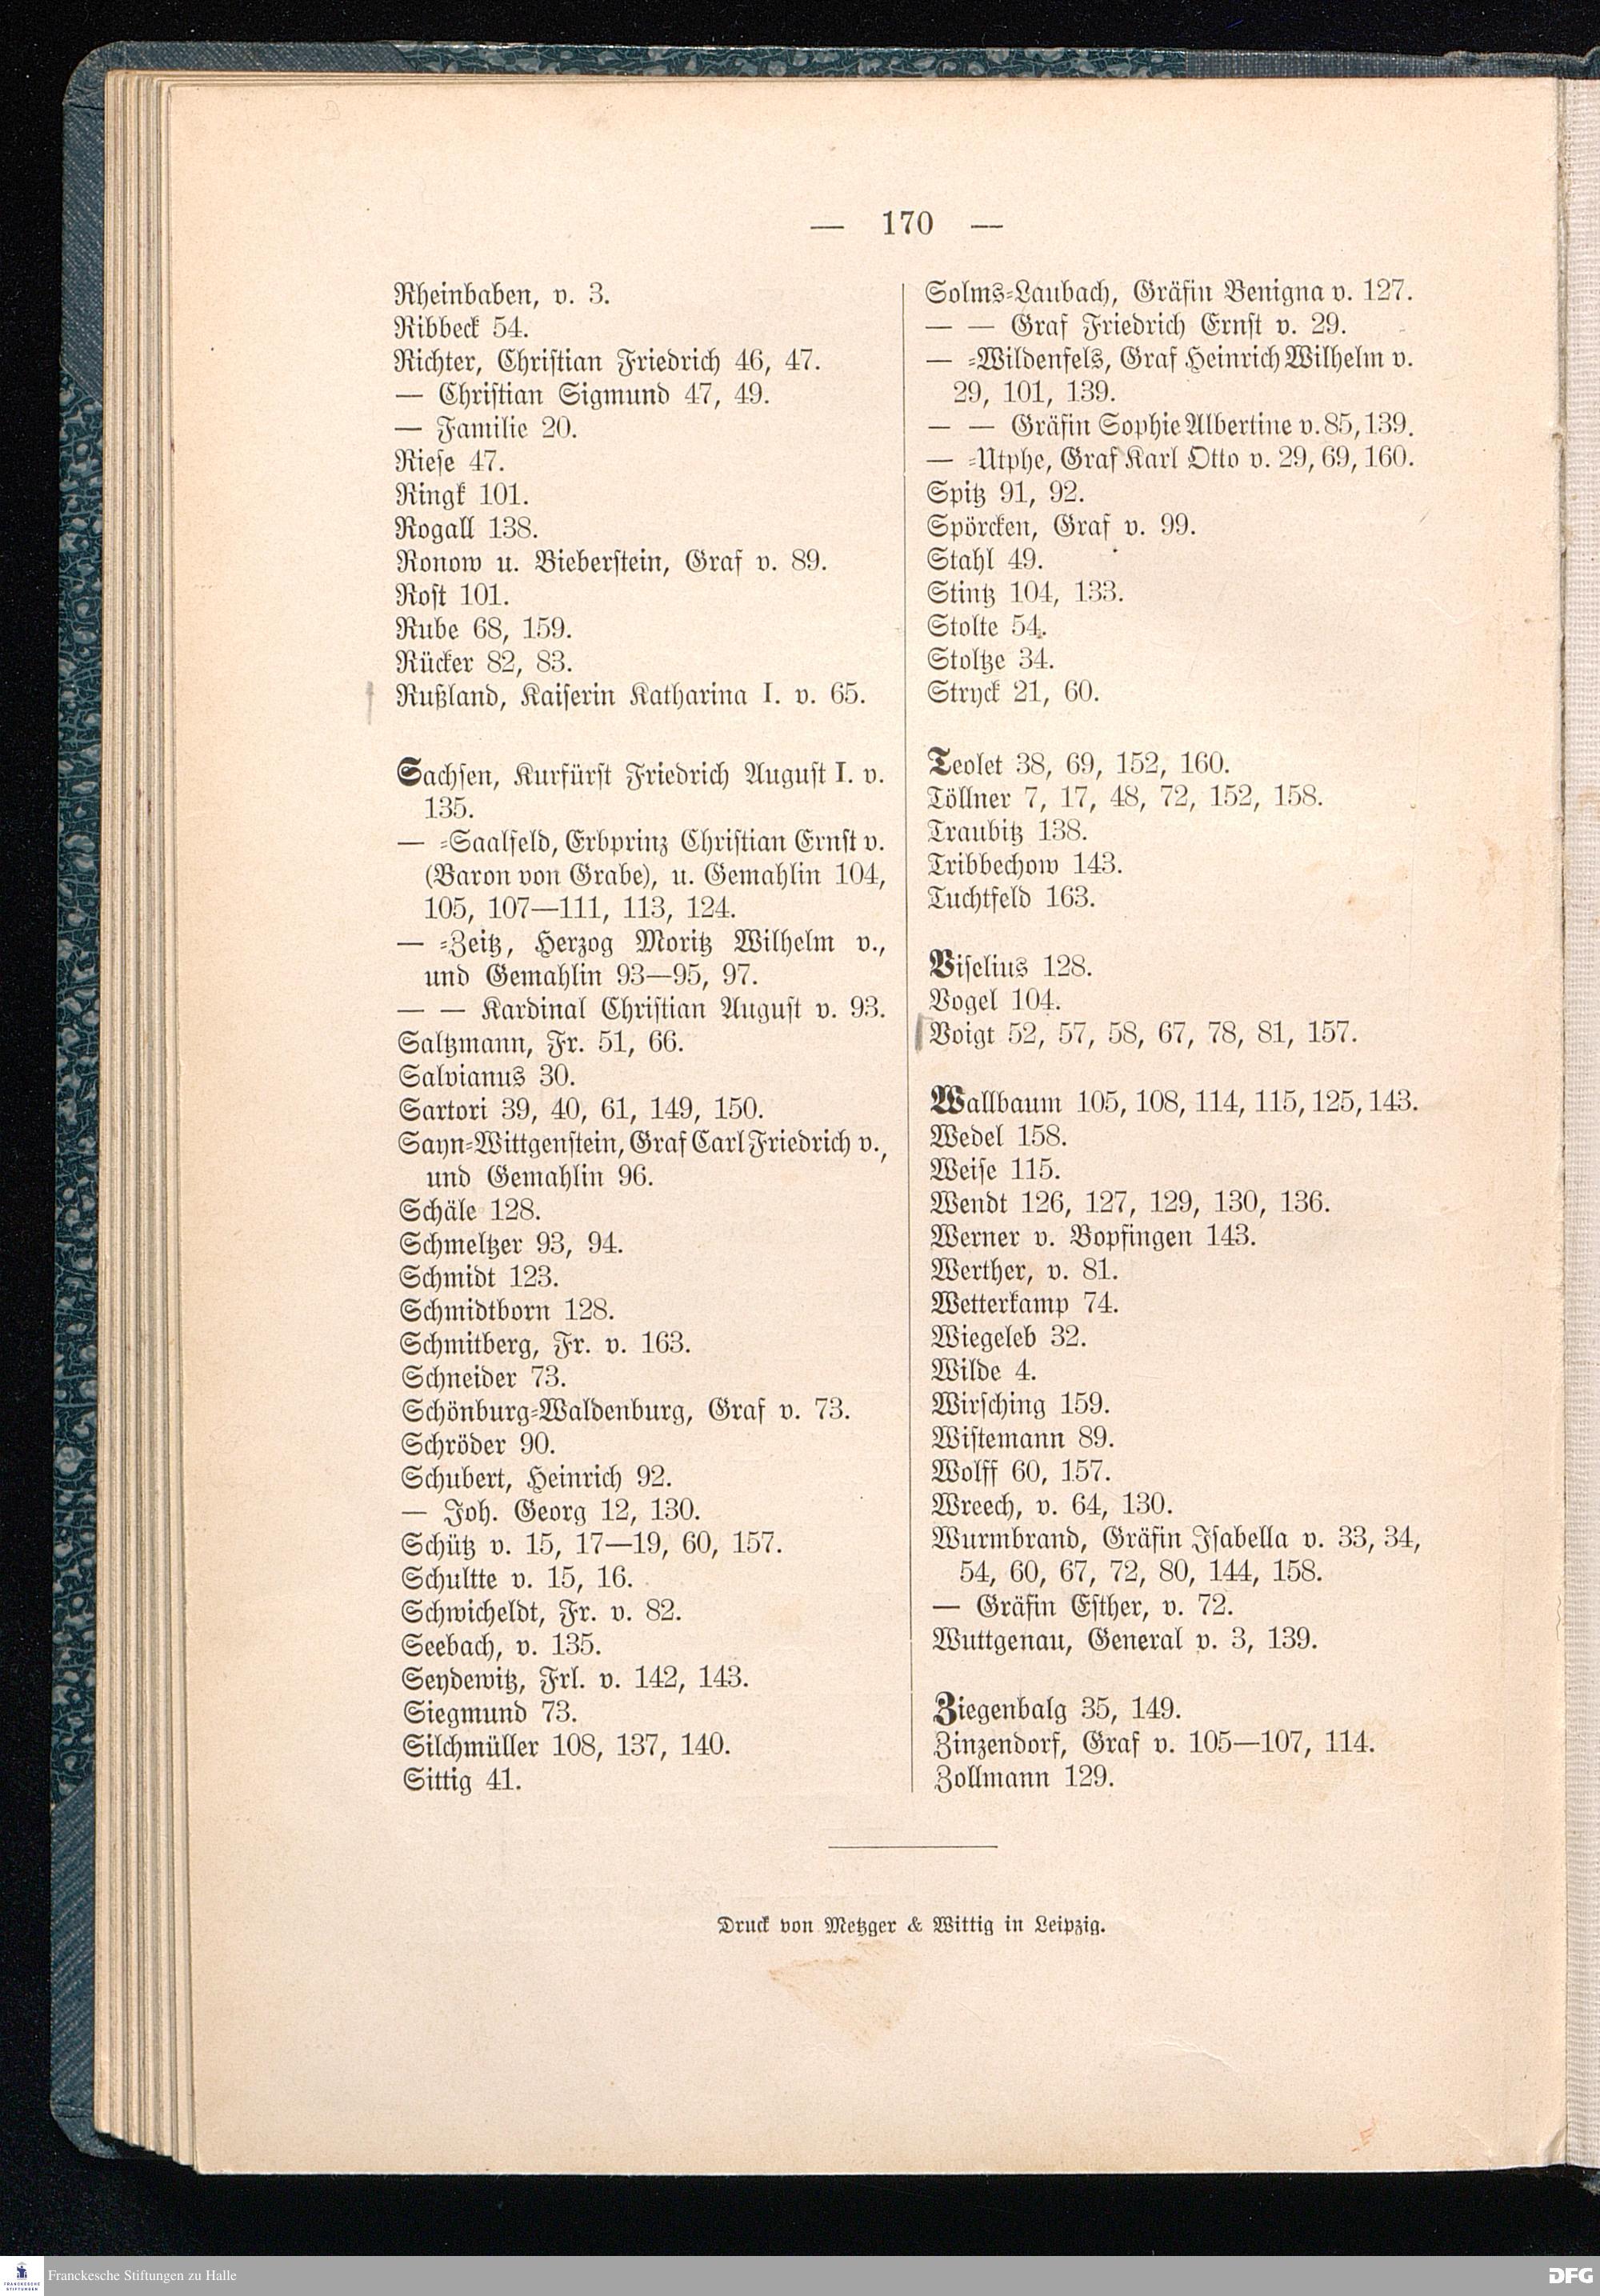 — 170 —
Rheinbaben, v. 3.
Ribbeck 54.
Richter, Christian Friedrich 46, 47.
— Christian Sigmund 47, 49.
— Familie 20.
Riese 47.
Ringk 101.
Rogall 138.
Ronow u. Bieberstein, Graf v. 89.
Rost 101.
Rube 68, 159.
Rücker 82, 83.
Rußland, Kaiserin Katharina I. v. 65.
Sachsen, Kurfürst Friedrich August I. v.
135.
— -Saalfeld, Erbprinz Christian Ernst v.
(Baron von Grabe), u. Gemahlin 104,
105, 107—111, 113, 124.
— -Zeitz, Herzog Moritz Wilhelm v.,
und Gemahlin 93—95, 97.
— — Kardinal Christian August v. 93.
Saltzmann, Fr. 51, 66.
Salvianus 30.
Sartori 39, 40, 61, 149, 150.
Sayn-Wittgenstein, Graf Carl Friedrich v.,
und Gemahlin 96.
Schäle 128.
Schmeltzer 93, 94.
Schmidt 123.
Schmidtborn 128.
Schmitberg, Fr. v. 163.
Schneider 73.
Schönburg-Waldenburg, Graf v. 73.
Schröder 90.
Schubert, Heinrich 92.
— Joh. Georg 12, 130.
Schütz v. 15, 17—19, 60, 157.
Schultte v. 15, 16.
Schwicheldt, Fr. v. 82.
Seebach, v. 135.
Seydewitz, Frl. v. 142, 143.
Siegmund 73.
Silchmüller 108, 137, 140.
Sittig 41.
Solms-Laubach, Gräfin Benigna v. 127.
— — Graf Friedrich Ernst v. 29.
— -Wildenfels, Graf Heinrich Wilhelm v.
29, 101, 139.
— — Gräfin Sophie Albertine v. 85, 139.
— -Utphe, Graf Karl Otto v. 29, 69, 160.
Spitz 91, 92.
Spörcken, Graf v. 99.
Stahl 49.
Stintz 104, 133.
Stolte 54.
Stoltze 34.
Stryck 21, 60.
Teolet 38, 69, 152, 160.
Töllner 7, 17, 48, 72, 152, 158.
Traubitz 138.
Tribbechow 143.
Tuchtfeld 163.
Viselius 128.
Vogel 104.
Voigt 52, 57, 58, 67, 78, 81, 157.
Wallbaum 105, 108, 114, 115, 125, 143.
Wedel 158.
Weise 115.
Wendt 126, 127, 129, 130, 136.
Werner v. Bopfingen 143.
Werther, v. 81.
Wetterkamp 74.
Wiegeleb 32.
Wilde 4.
Wirsching 159.
Wistemann 89.
Wolff 60, 157.
Wreech, v. 64, 130.
Wurmbrand, Gräfin Isabella v. 33, 34,
54, 60, 67, 72, 80, 144, 158.
— Gräfin Esther, v. 72.
Wuttgenau, General v. 3, 139.
Ziegenbalg 35, 149.
Zinzendorf, Graf v. 105—107, 114.
Zollmann 129.
Druck von Metzger & Wittig in Leipzig.
FRANCKESCHE
STIFTUNGEN
Franckesche Stiftungen zu Halle
DFG